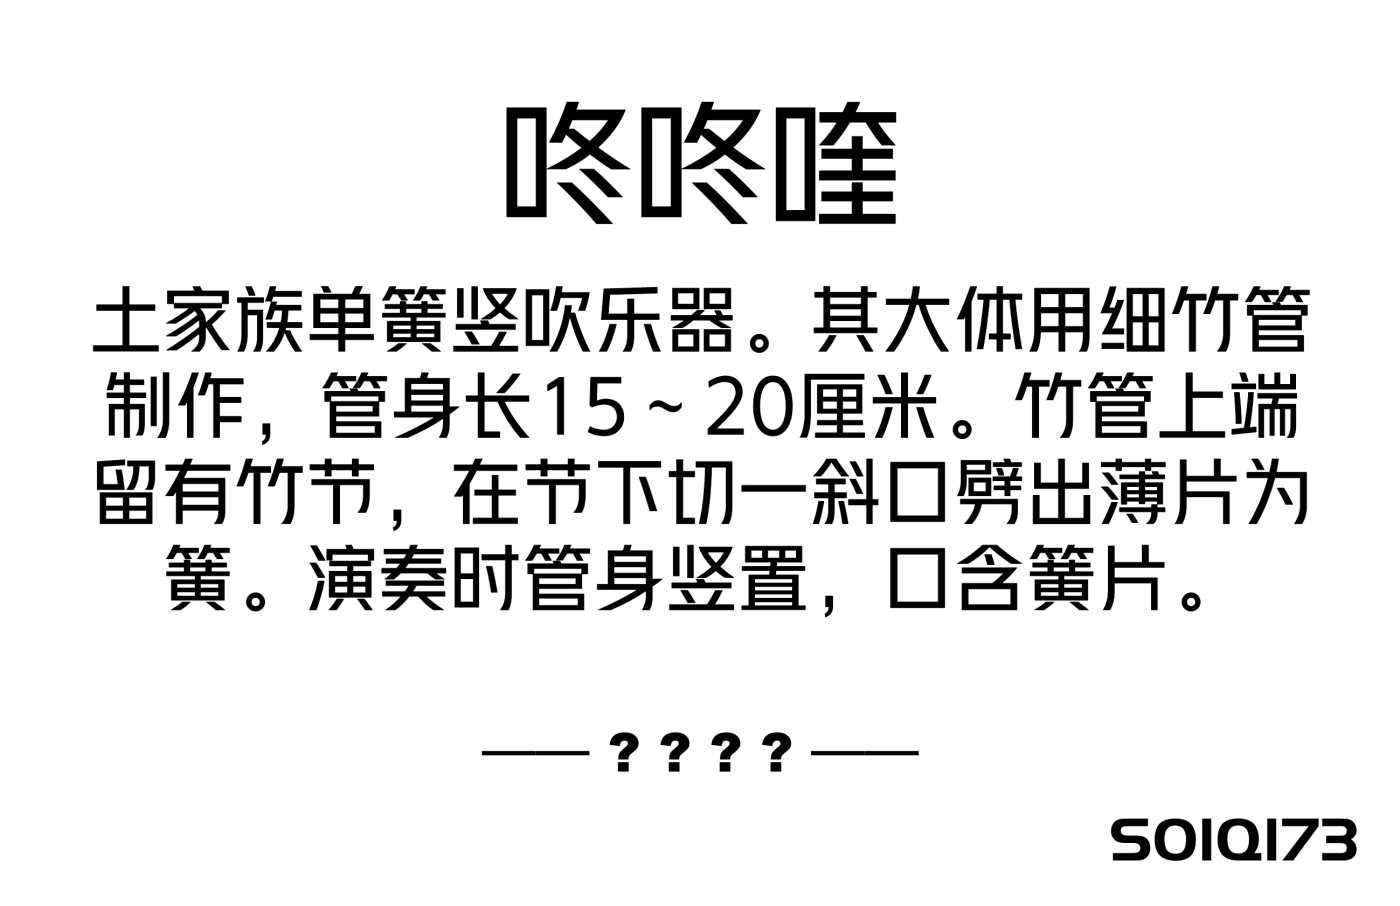 咚咚喹
土家族单簧竖吹乐器。其大体用细竹管
制作，管身长15～20厘米。竹管上端
留有竹节，在节下切一斜口劈出薄片为
簧。演奏时管身竖置，口含簧片。
——？？？？——
SO1Q173